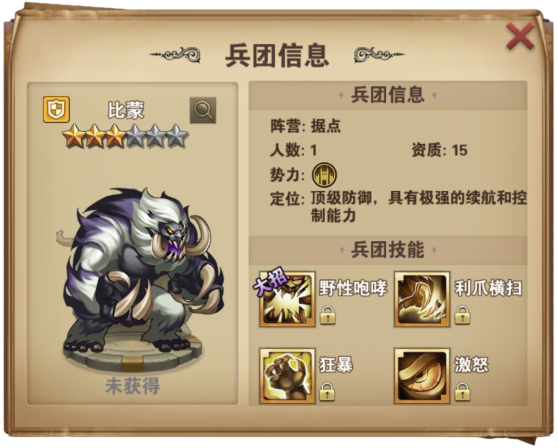 兵团信息
比蒙
未获得
兵团信息
阵营: 据点
人数: 1
资质: 15
势力:
定位: 顶级防御，具有极强的续航和控
制能力
兵团技能
大招
野性咆哮
利爪横扫
狂暴
激怒